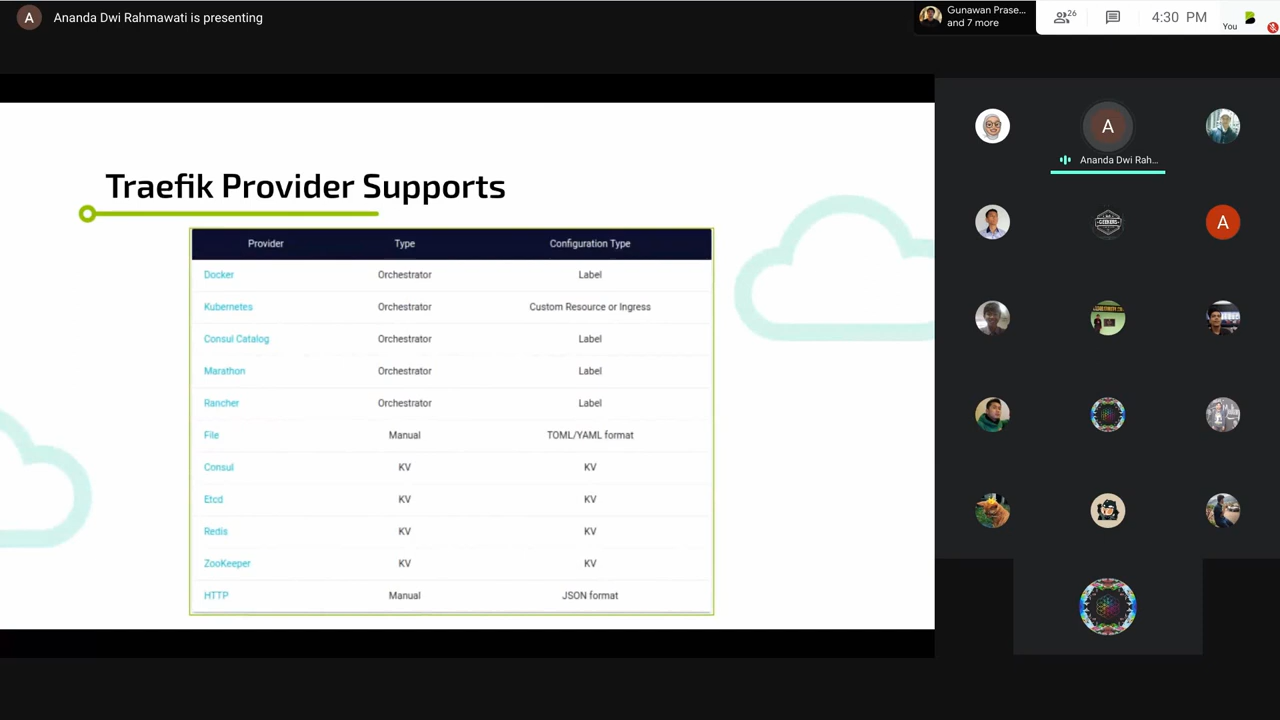 A Ananda Dwi Rahmawati is presenting
Gunawan Prase...
and 7 more
26
4:30 PM
You
Traefik Provider Supports
Provider Type Configuration Type
Docker Orchestrator Label
Kubernetes Orchestrator Custom Resource or Ingress
Consul Catalog Orchestrator Label
Marathon Orchestrator Label
Rancher Orchestrator Label
File Manual TOML/YAML format
Consul KV KV
Etcd KV KV
Redis KV KV
ZooKeeper KV KV
HTTP Manual JSON format
A
Ananda Dwi Rah...
GEEKERS
A